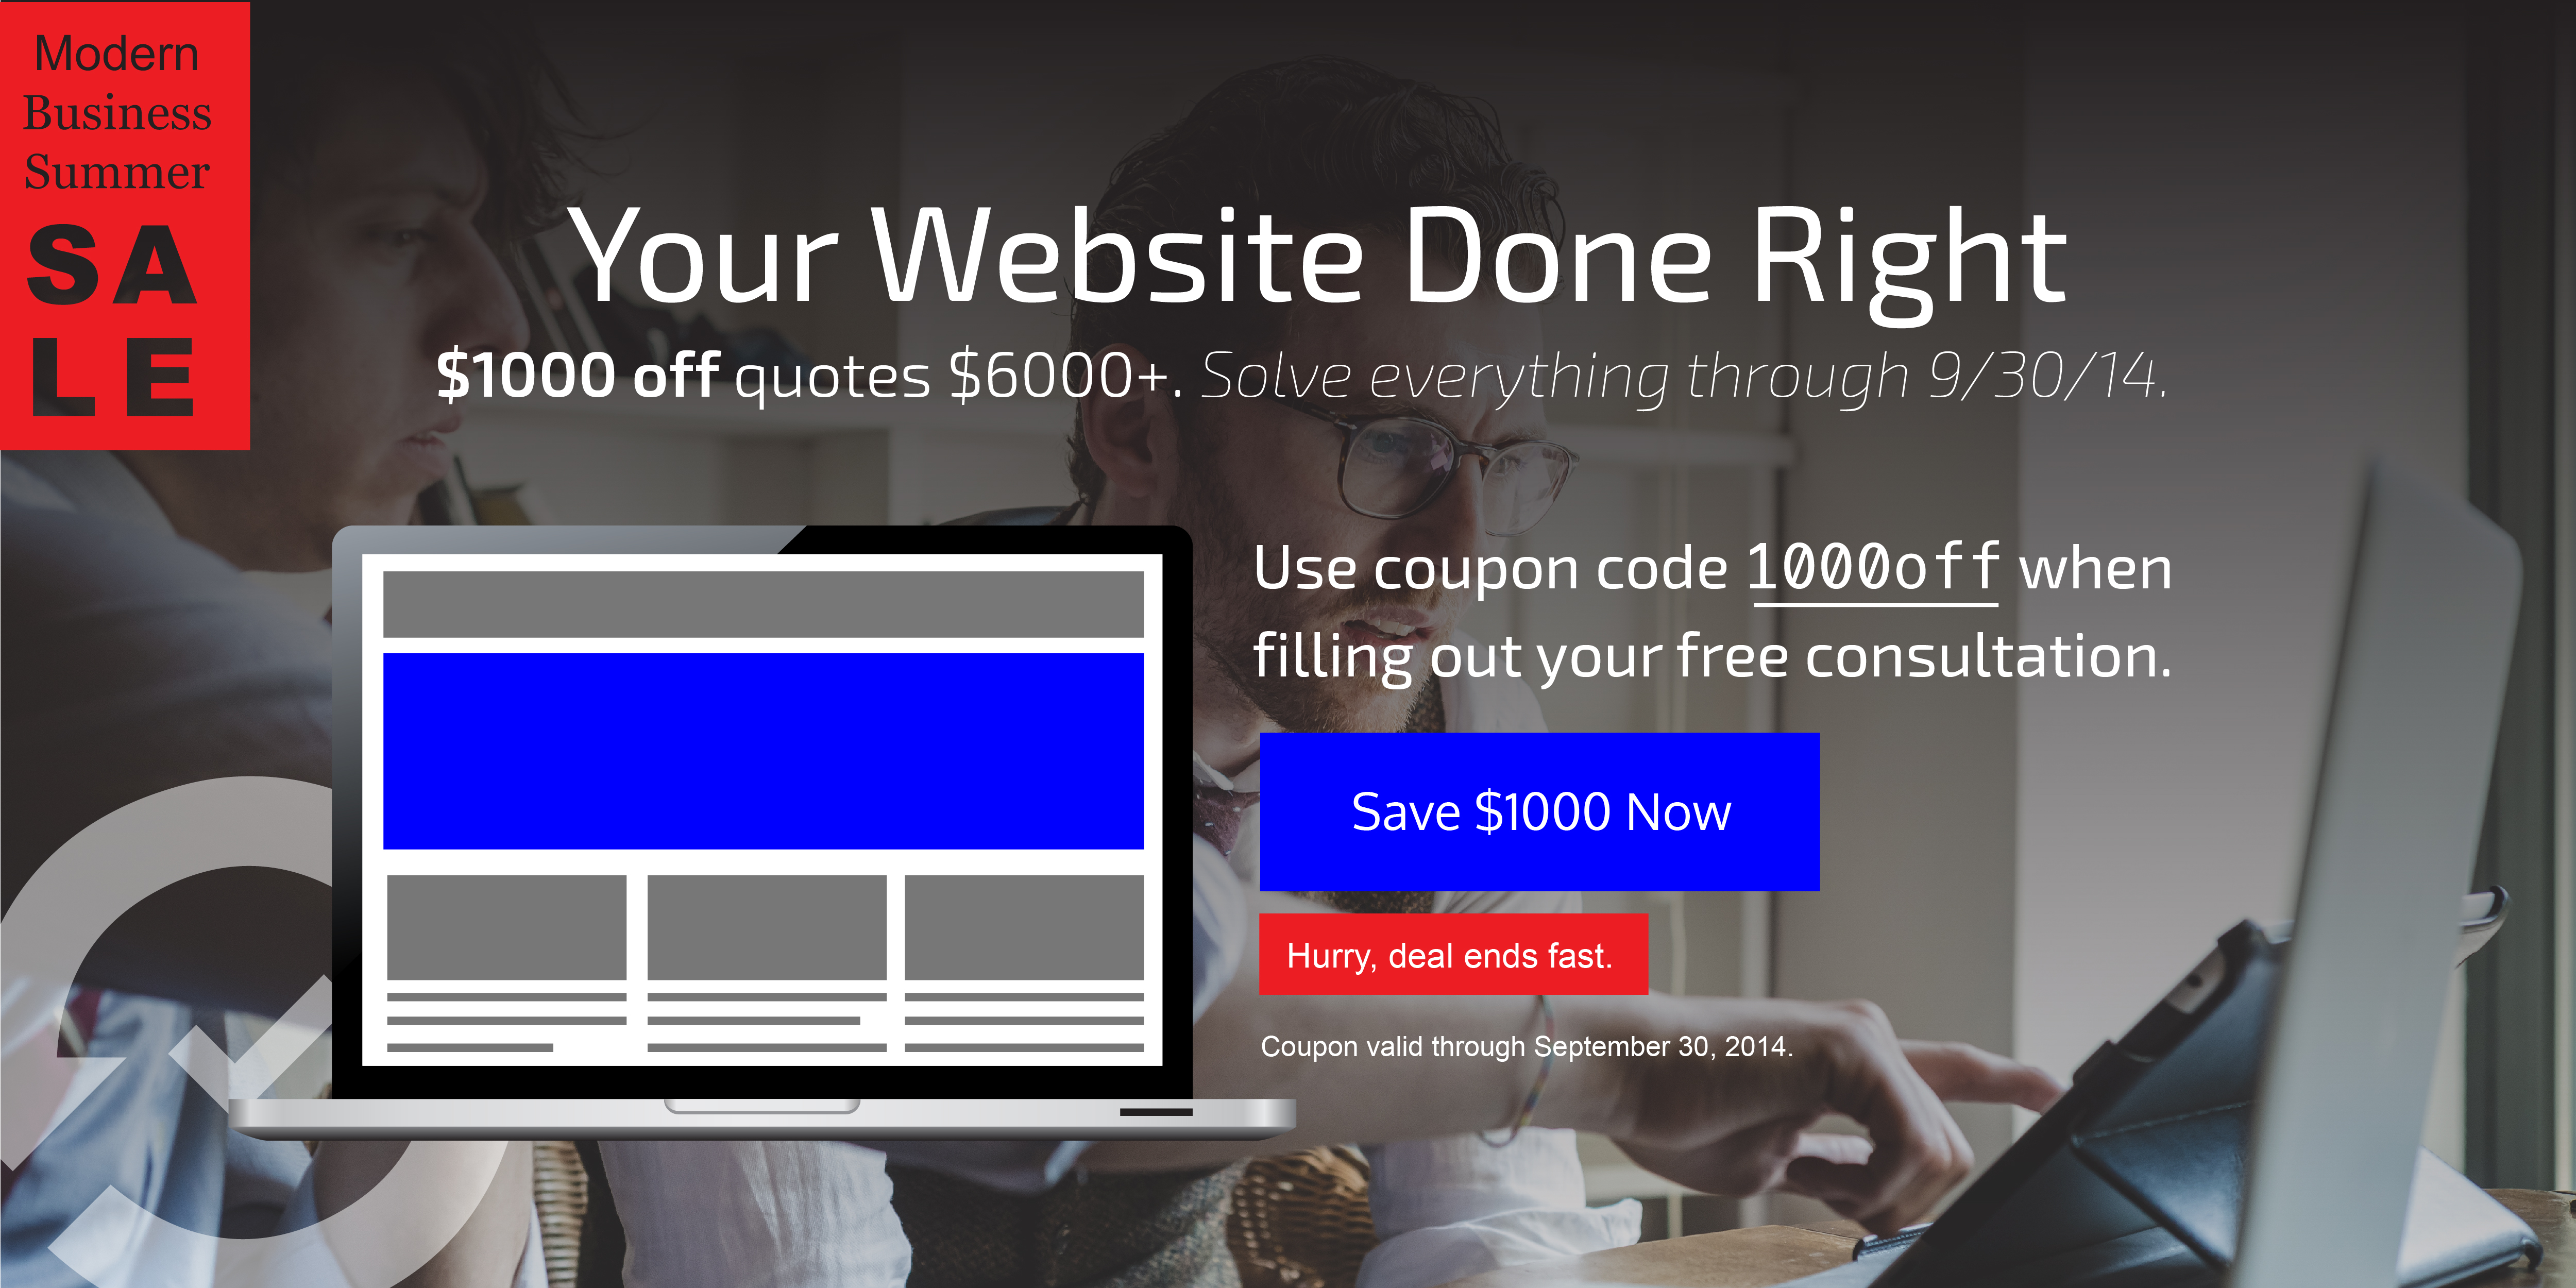 Modern
Business
Summer
SA
LE
Your Website Done Right
$1000 off quotes $6000+. Solve everything through 9/30/14.
Use coupon code 1000off when
filling out your free consultation.
Save $1000 Now
Hurry, deal ends fast.
Coupon valid through September 30, 2014.